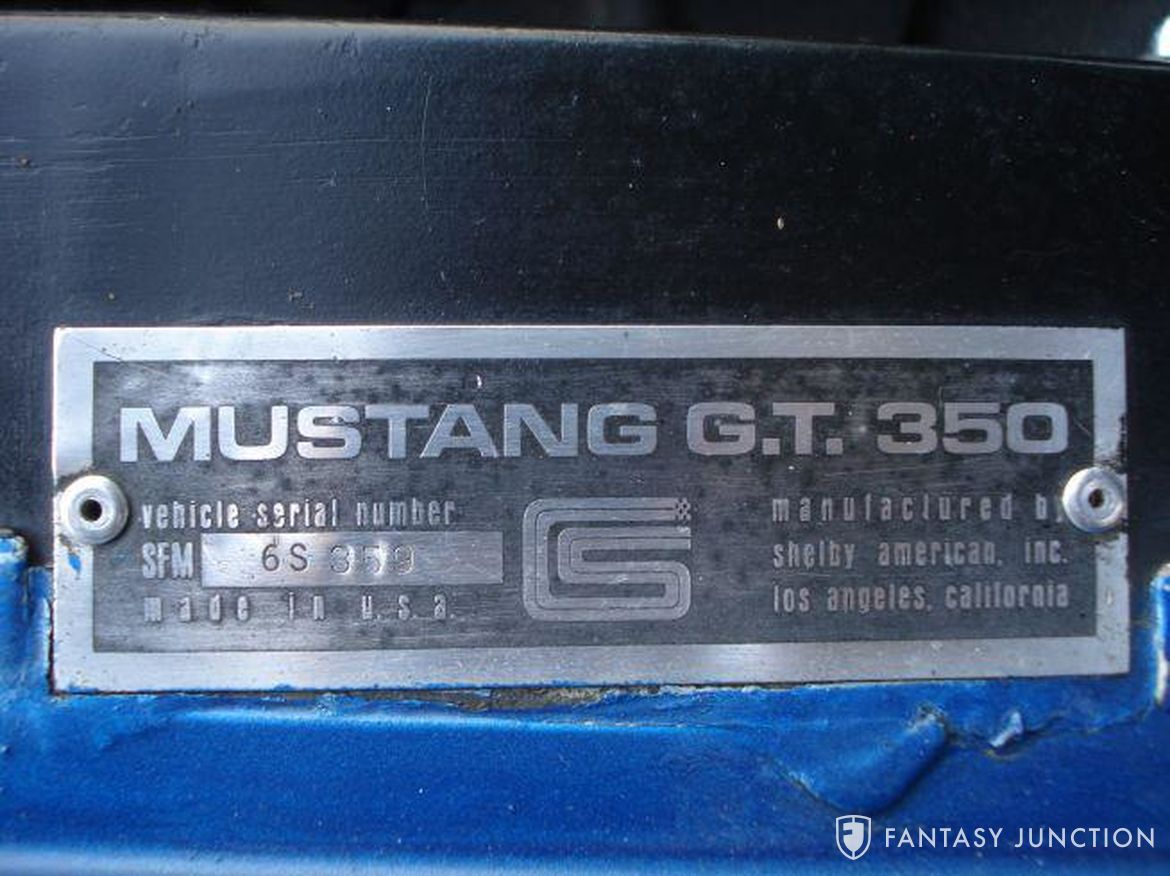 MUSTANG G.T. 350
vehicle serial number
SFM 6S 359
made in u.s.a.
manufactured by
shelby american, inc.
los angeles, california
FANTASY JUNCTION